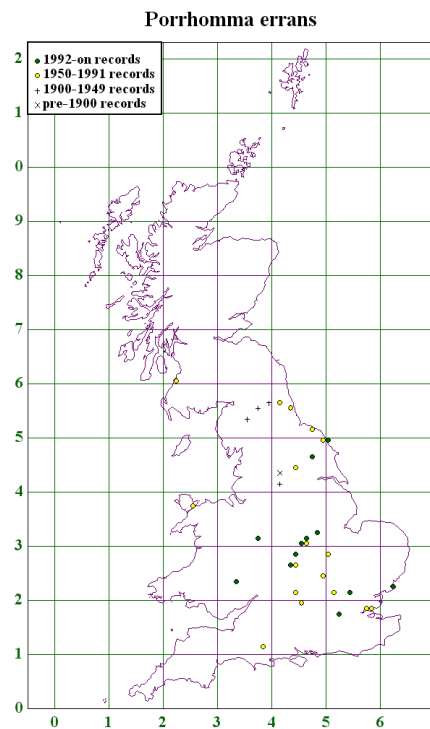 Porrhomma errans
1992-on records
1950-1991 records
1900-1949 records
pre-1900 records
2
1
0
9
8
7
6
5
4
3
2
1
0
0 1 2 3 4 5 6